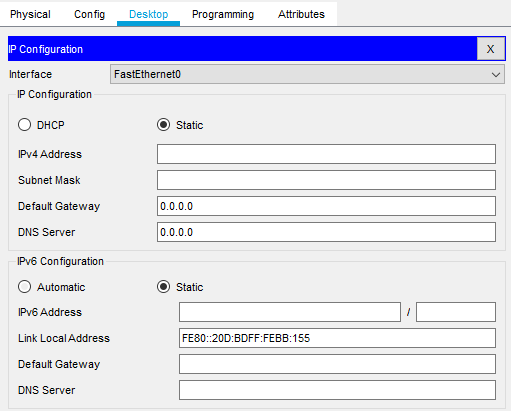 Physical Config Desktop Programming Attributes
IP Configuration X
Interface FastEthernet0
IP Configuration
DHCP Static
IPv4 Address
Subnet Mask
Default Gateway 0.0.0.0
DNS Server 0.0.0.0
IPv6 Configuration
Automatic Static
IPv6 Address /
Link Local Address FE80::20D:BDFF:FEBB:155
Default Gateway
DNS Server